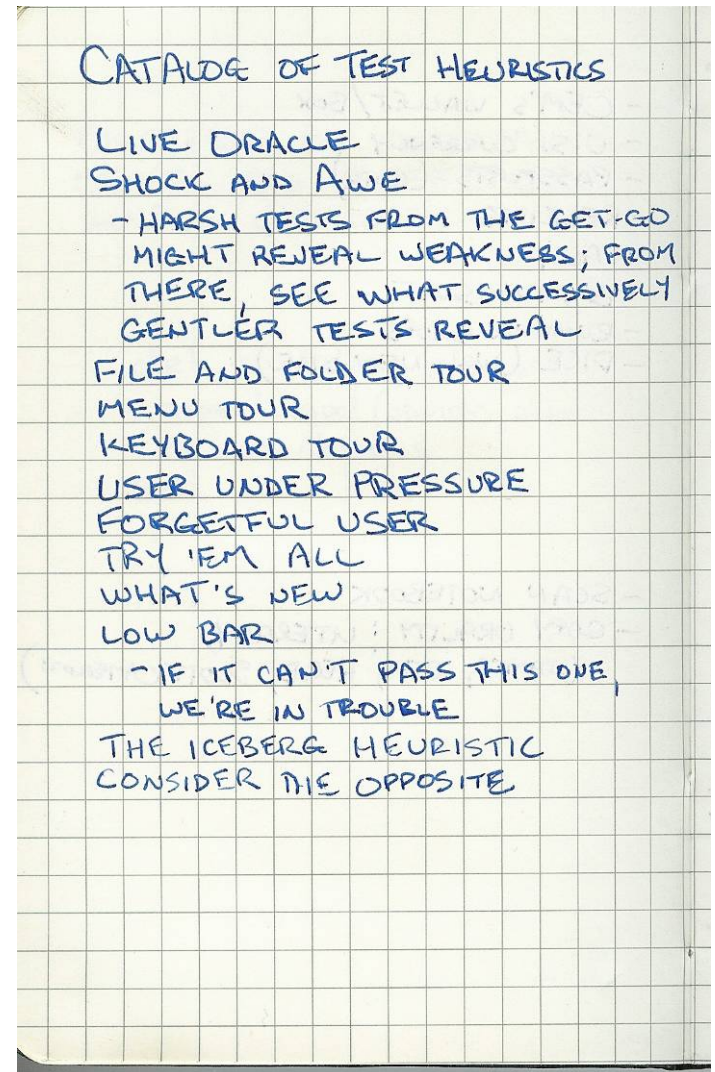 CATALOG OF TEST HEURISTICS
LIVE ORACLE
SHOCK AND AWE
- HARSH TESTS FROM THE GET-GO
MIGHT REVEAL WEAKNESS; FROM
THERE, SEE WHAT SUCCESSIVELY
GENTLER TESTS REVEAL
FILE AND FOLDER TOUR
MENU TOUR
KEYBOARD TOUR
USER UNDER PRESSURE
FORGETFUL USER
TRY 'EM ALL
WHAT'S NEW
LOW BAR
- IF IT CAN'T PASS THIS ONE,
WE'RE IN TROUBLE
THE ICEBERG HEURISTIC
CONSIDER THE OPPOSITE